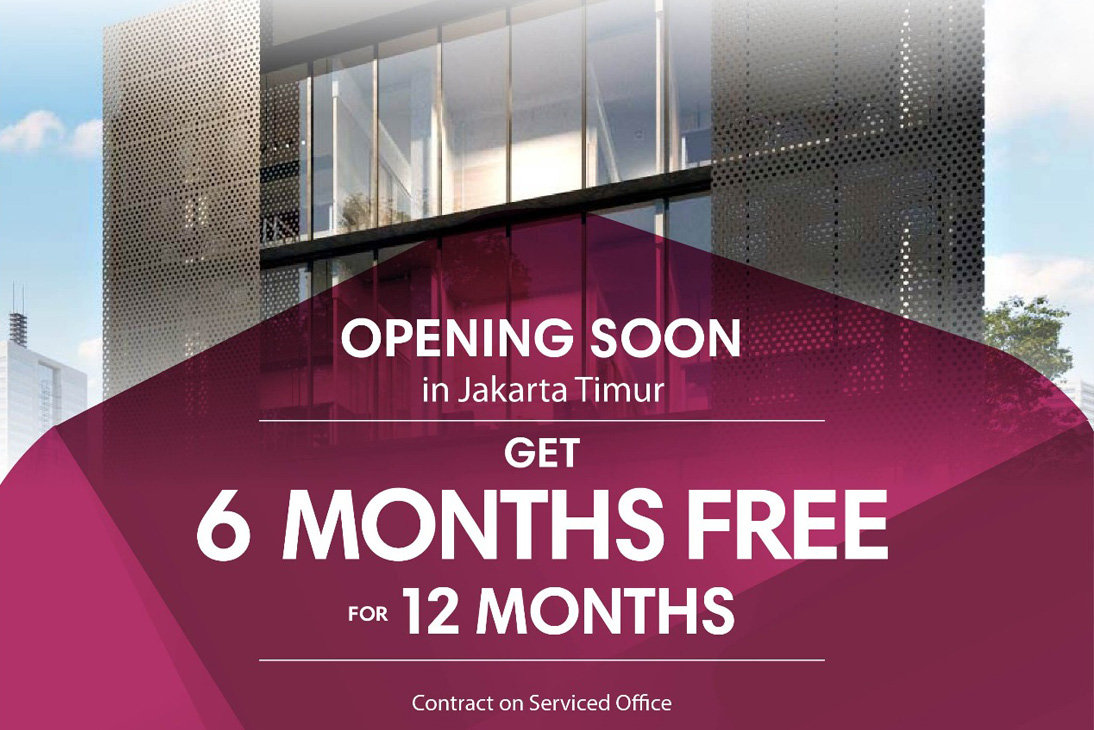 OPENING SOON
in Jakarta Timur
GET
6 MONTHS FREE
FOR 12 MONTHS
Contract on Serviced Office